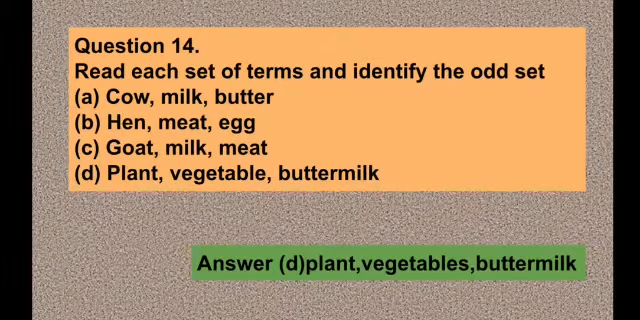 Question 14.
Read each set of terms and identify the odd set
(a) Cow, milk, butter
(b) Hen, meat, egg
(c) Goat, milk, meat
(d) Plant, vegetable, buttermilk
Answer (d)plant,vegetables,buttermilk